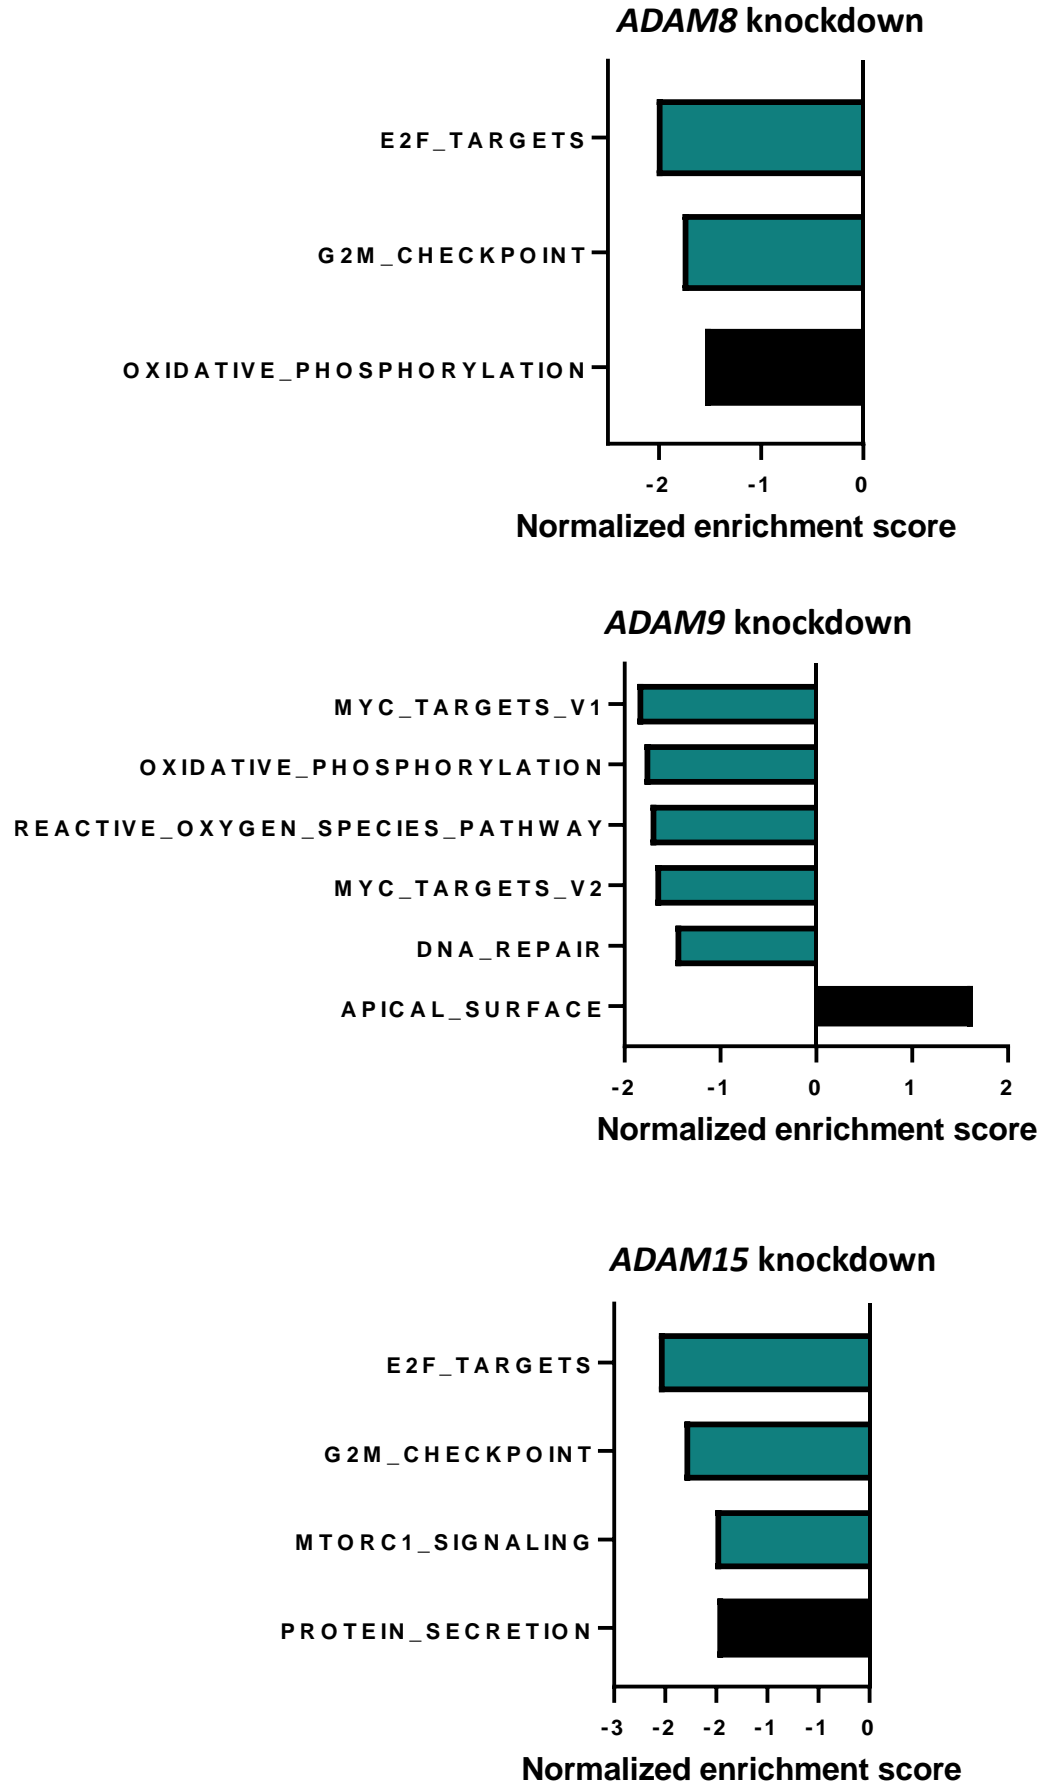 ADAM8 knockdown
E2F_TARGETS
G2M_CHECKPOINT
OXIDATIVE_PHOSPHORYLATION
-2 -1 0
Normalized enrichment score
ADAM9 knockdown
MYC_TARGETS_V1
OXIDATIVE_PHOSPHORYLATION
REACTIVE_OXYGEN_SPECIES_PATHWAY
MYC_TARGETS_V2
DNA_REPAIR
APICAL_SURFACE
-2 -1 0 1 2
Normalized enrichment score
ADAM15 knockdown
E2F_TARGETS
G2M_CHECKPOINT
MTORC1_SIGNALING
PROTEIN_SECRETION
-3 -2 -2 -1 -1 0
Normalized enrichment score